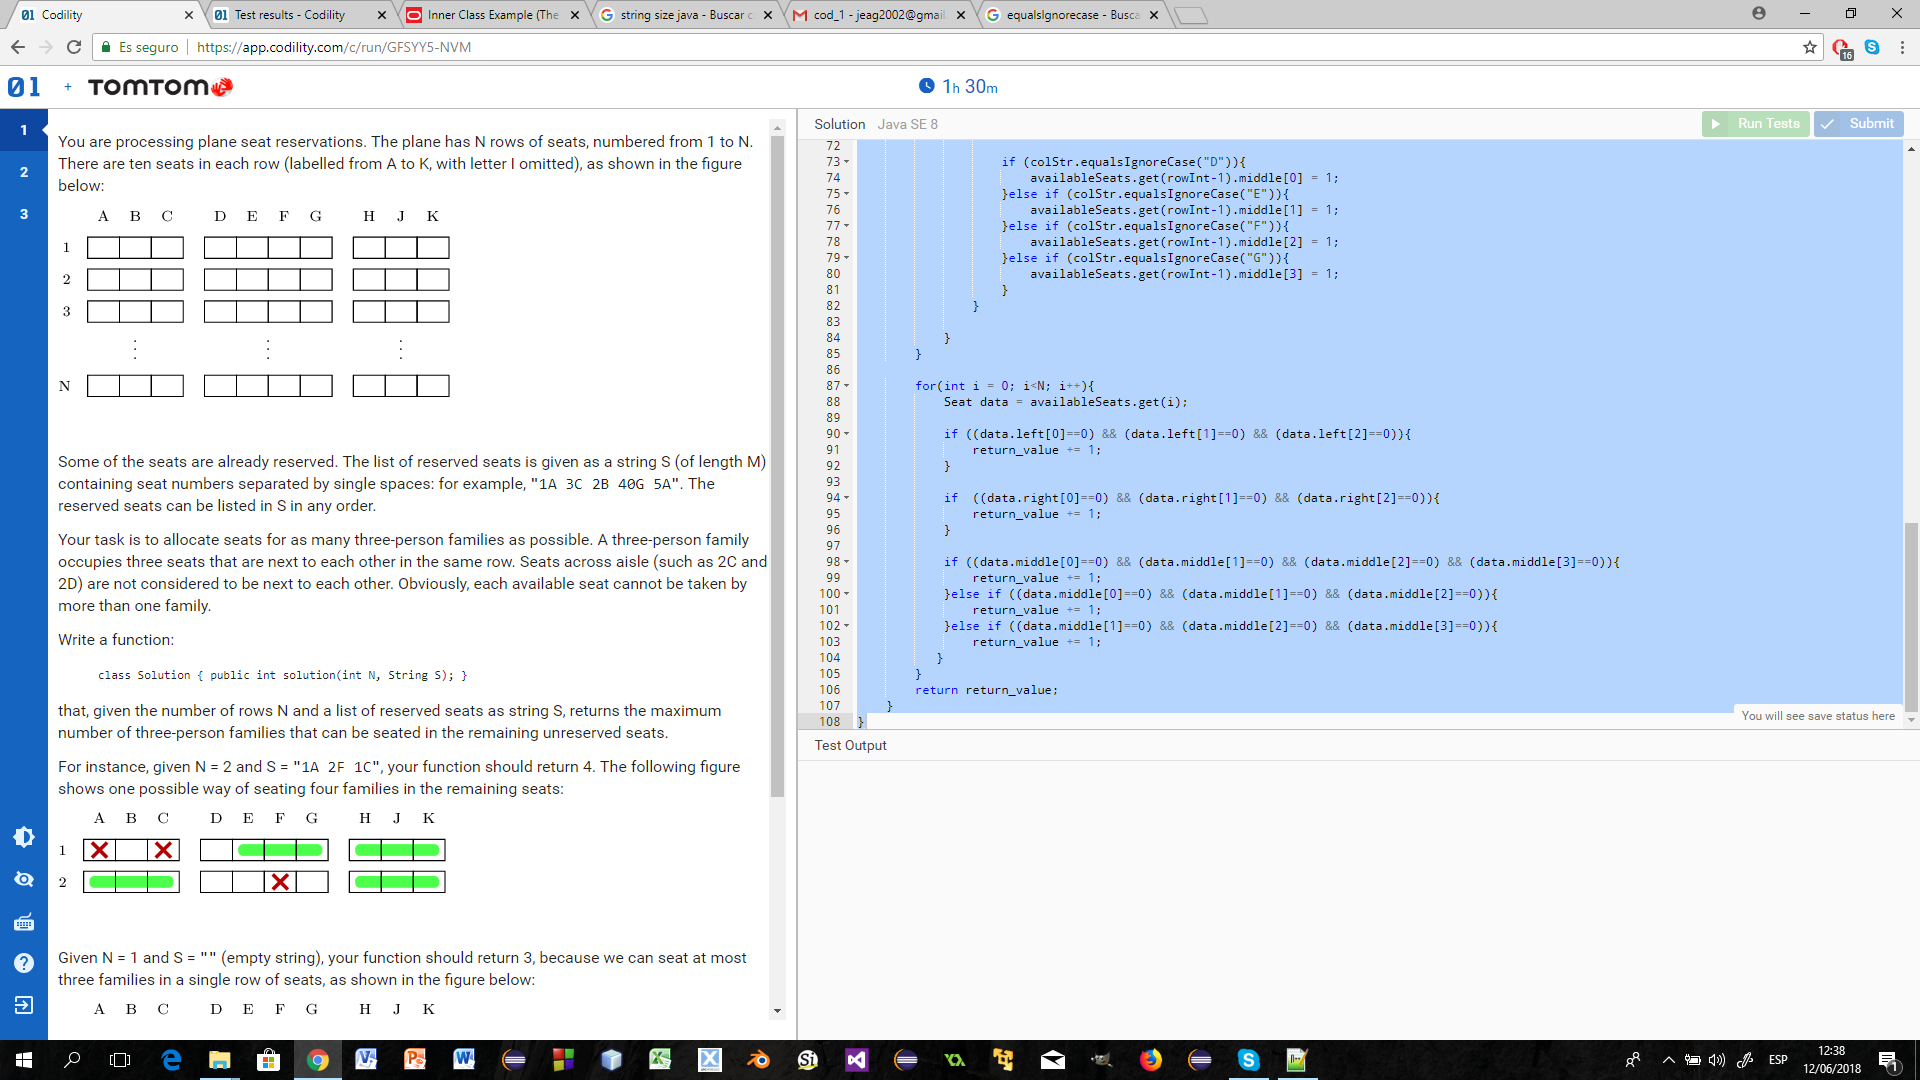 Codility
Test results - Codility
Inner Class Example (The
string size java - Buscar c
cod_1 - jeag2002@gmai
equalsIgnorecase - Busca
Es seguro
https://app.codility.com/c/run/GFSYY5-NVM
16
01 + TOMTOM
1h 30m
1
2
3
You are processing plane seat reservations. The plane has N rows of seats, numbered from 1 to N.
There are ten seats in each row (labelled from A to K, with letter I omitted), as shown in the figure
below:
A B C D E F G H J K
1
2
3
N
Some of the seats are already reserved. The list of reserved seats is given as a string S (of length M)
containing seat numbers separated by single spaces: for example, "1A 3C 2B 40G 5A". The
reserved seats can be listed in S in any order.
Your task is to allocate seats for as many three-person families as possible. A three-person family
occupies three seats that are next to each other in the same row. Seats across aisle (such as 2C and
2D) are not considered to be next to each other. Obviously, each available seat cannot be taken by
more than one family.
Write a function:
class Solution { public int solution(int N, String S); }
that, given the number of rows N and a list of reserved seats as string S, returns the maximum
number of three-person families that can be seated in the remaining unreserved seats.
For instance, given N = 2 and S = "1A 2F 1C", your function should return 4. The following figure
shows one possible way of seating four families in the remaining seats:
A B C D E F G H J K
1
2
Given N = 1 and S = "" (empty string), your function should return 3, because we can seat at most
three families in a single row of seats, as shown in the figure below:
A B C D E F G H J K
Solution Java SE 8
Run Tests
Submit
72
73 if (colStr.equalsIgnoreCase("D")){
74 availableSeats.get(rowInt-1).middle[0] = 1;
75 }else if (colStr.equalsIgnoreCase("E")){
76 availableSeats.get(rowInt-1).middle[1] = 1;
77 }else if (colStr.equalsIgnoreCase("F")){
78 availableSeats.get(rowInt-1).middle[2] = 1;
79 }else if (colStr.equalsIgnoreCase("G")){
80 availableSeats.get(rowInt-1).middle[3] = 1;
81 }
82 }
83
84 }
85 }
86
87 for(int i = 0; i<N; i++){
88 Seat data = availableSeats.get(i);
89
90 if ((data.left[0]==0) && (data.left[1]==0) && (data.left[2]==0)){
91 return_value += 1;
92 }
93
94 if  ((data.right[0]==0) && (data.right[1]==0) && (data.right[2]==0)){
95 return_value += 1;
96 }
97
98 if ((data.middle[0]==0) && (data.middle[1]==0) && (data.middle[2]==0) && (data.middle[3]==0)){
99 return_value += 1;
100 }else if ((data.middle[0]==0) && (data.middle[1]==0) && (data.middle[2]==0)){
101 return_value += 1;
102 }else if ((data.middle[1]==0) && (data.middle[2]==0) && (data.middle[3]==0)){
103 return_value += 1;
104 }
105 }
106 return return_value;
107 }
108 }
You will see save status here
Test Output
ESP
12:38
12/06/2018
1